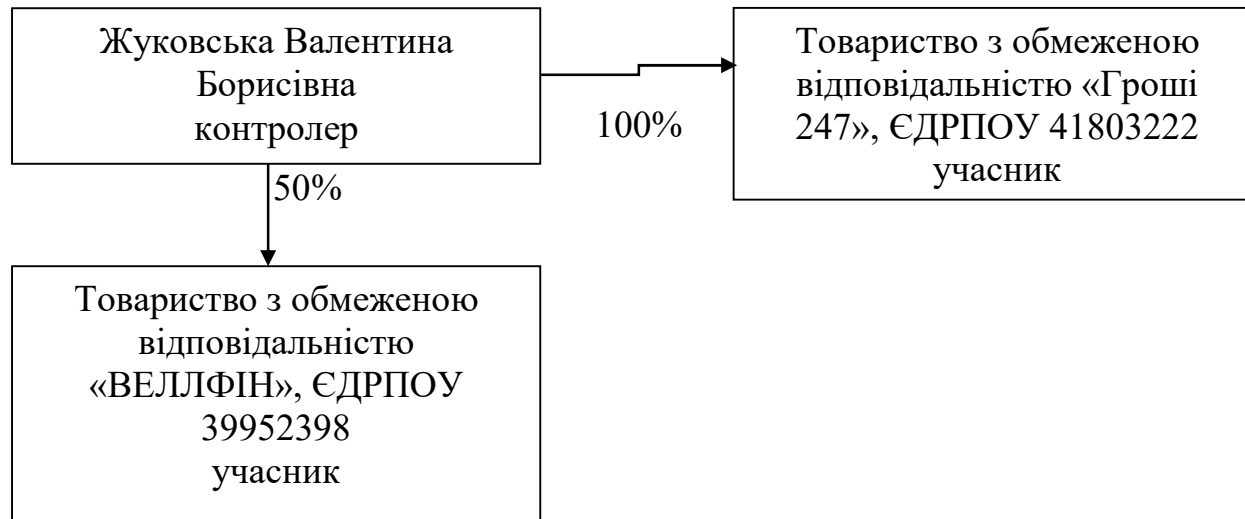 Жуковська Валентина
Борисівна
контролер
100%
Товариство з обмеженою
відповідальністю «Гроші
247», ЄДРПОУ 41803222
учасник
50%
Товариство з обмеженою
відповідальністю
«ВЕЛЛФІН», ЄДРПОУ
39952398
учасник